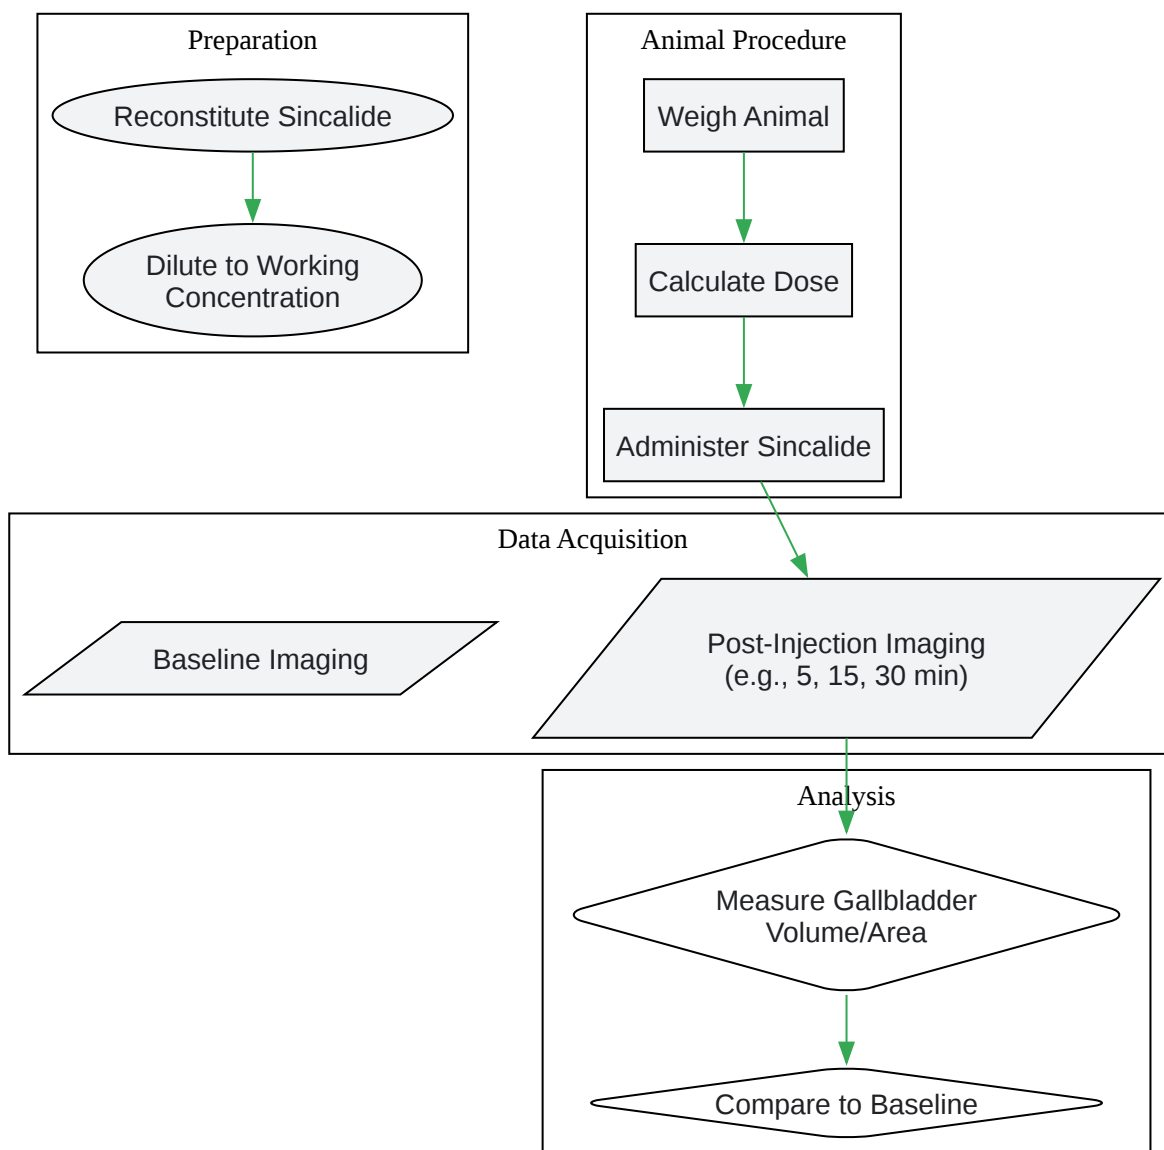 Preparation
Reconstitute Sincalide
Dilute to Working
Concentration
Animal Procedure
Weigh Animal
Calculate Dose
Administer Sincalide
Data Acquisition
Baseline Imaging
Post-Injection Imaging
(e.g., 5, 15, 30 min)
Analysis
Measure Gallbladder
Volume/Area
Compare to Baseline